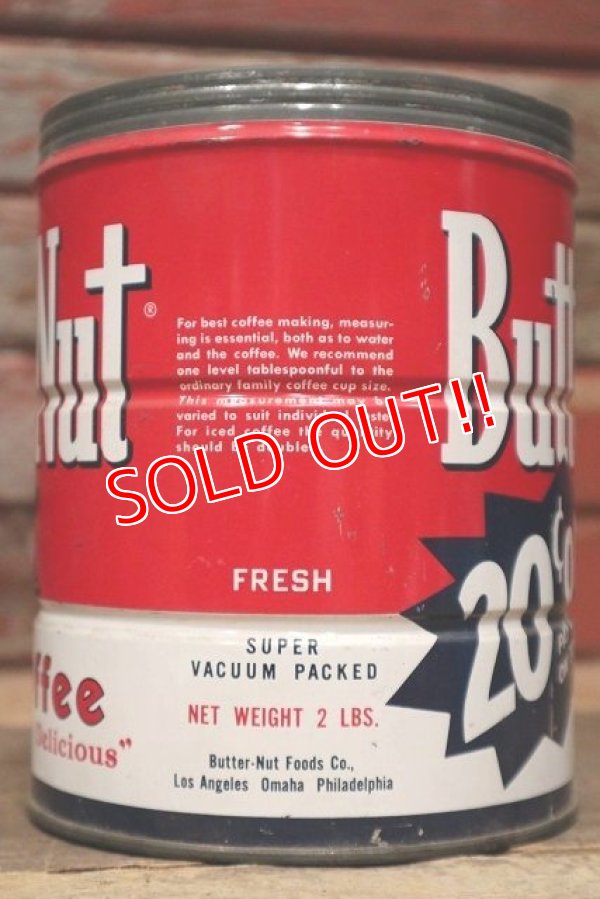 Nut ®
For best coffee making, measur-
ing is essential, both as to water
and the coffee. We recommend
one level tablespoonful to the
ordinary family coffee cup size.
This measurement may be
varied to suit individual taste
For iced coffee the quantity
should be double
SOLD OUT!!
Butt
20¢ o
FRESH
SUPER
VACUUM PACKED
NET WEIGHT 2 LBS.
Butter-Nut Foods Co.,
Los Angeles Omaha Philadelphia
ffee
Delicious”